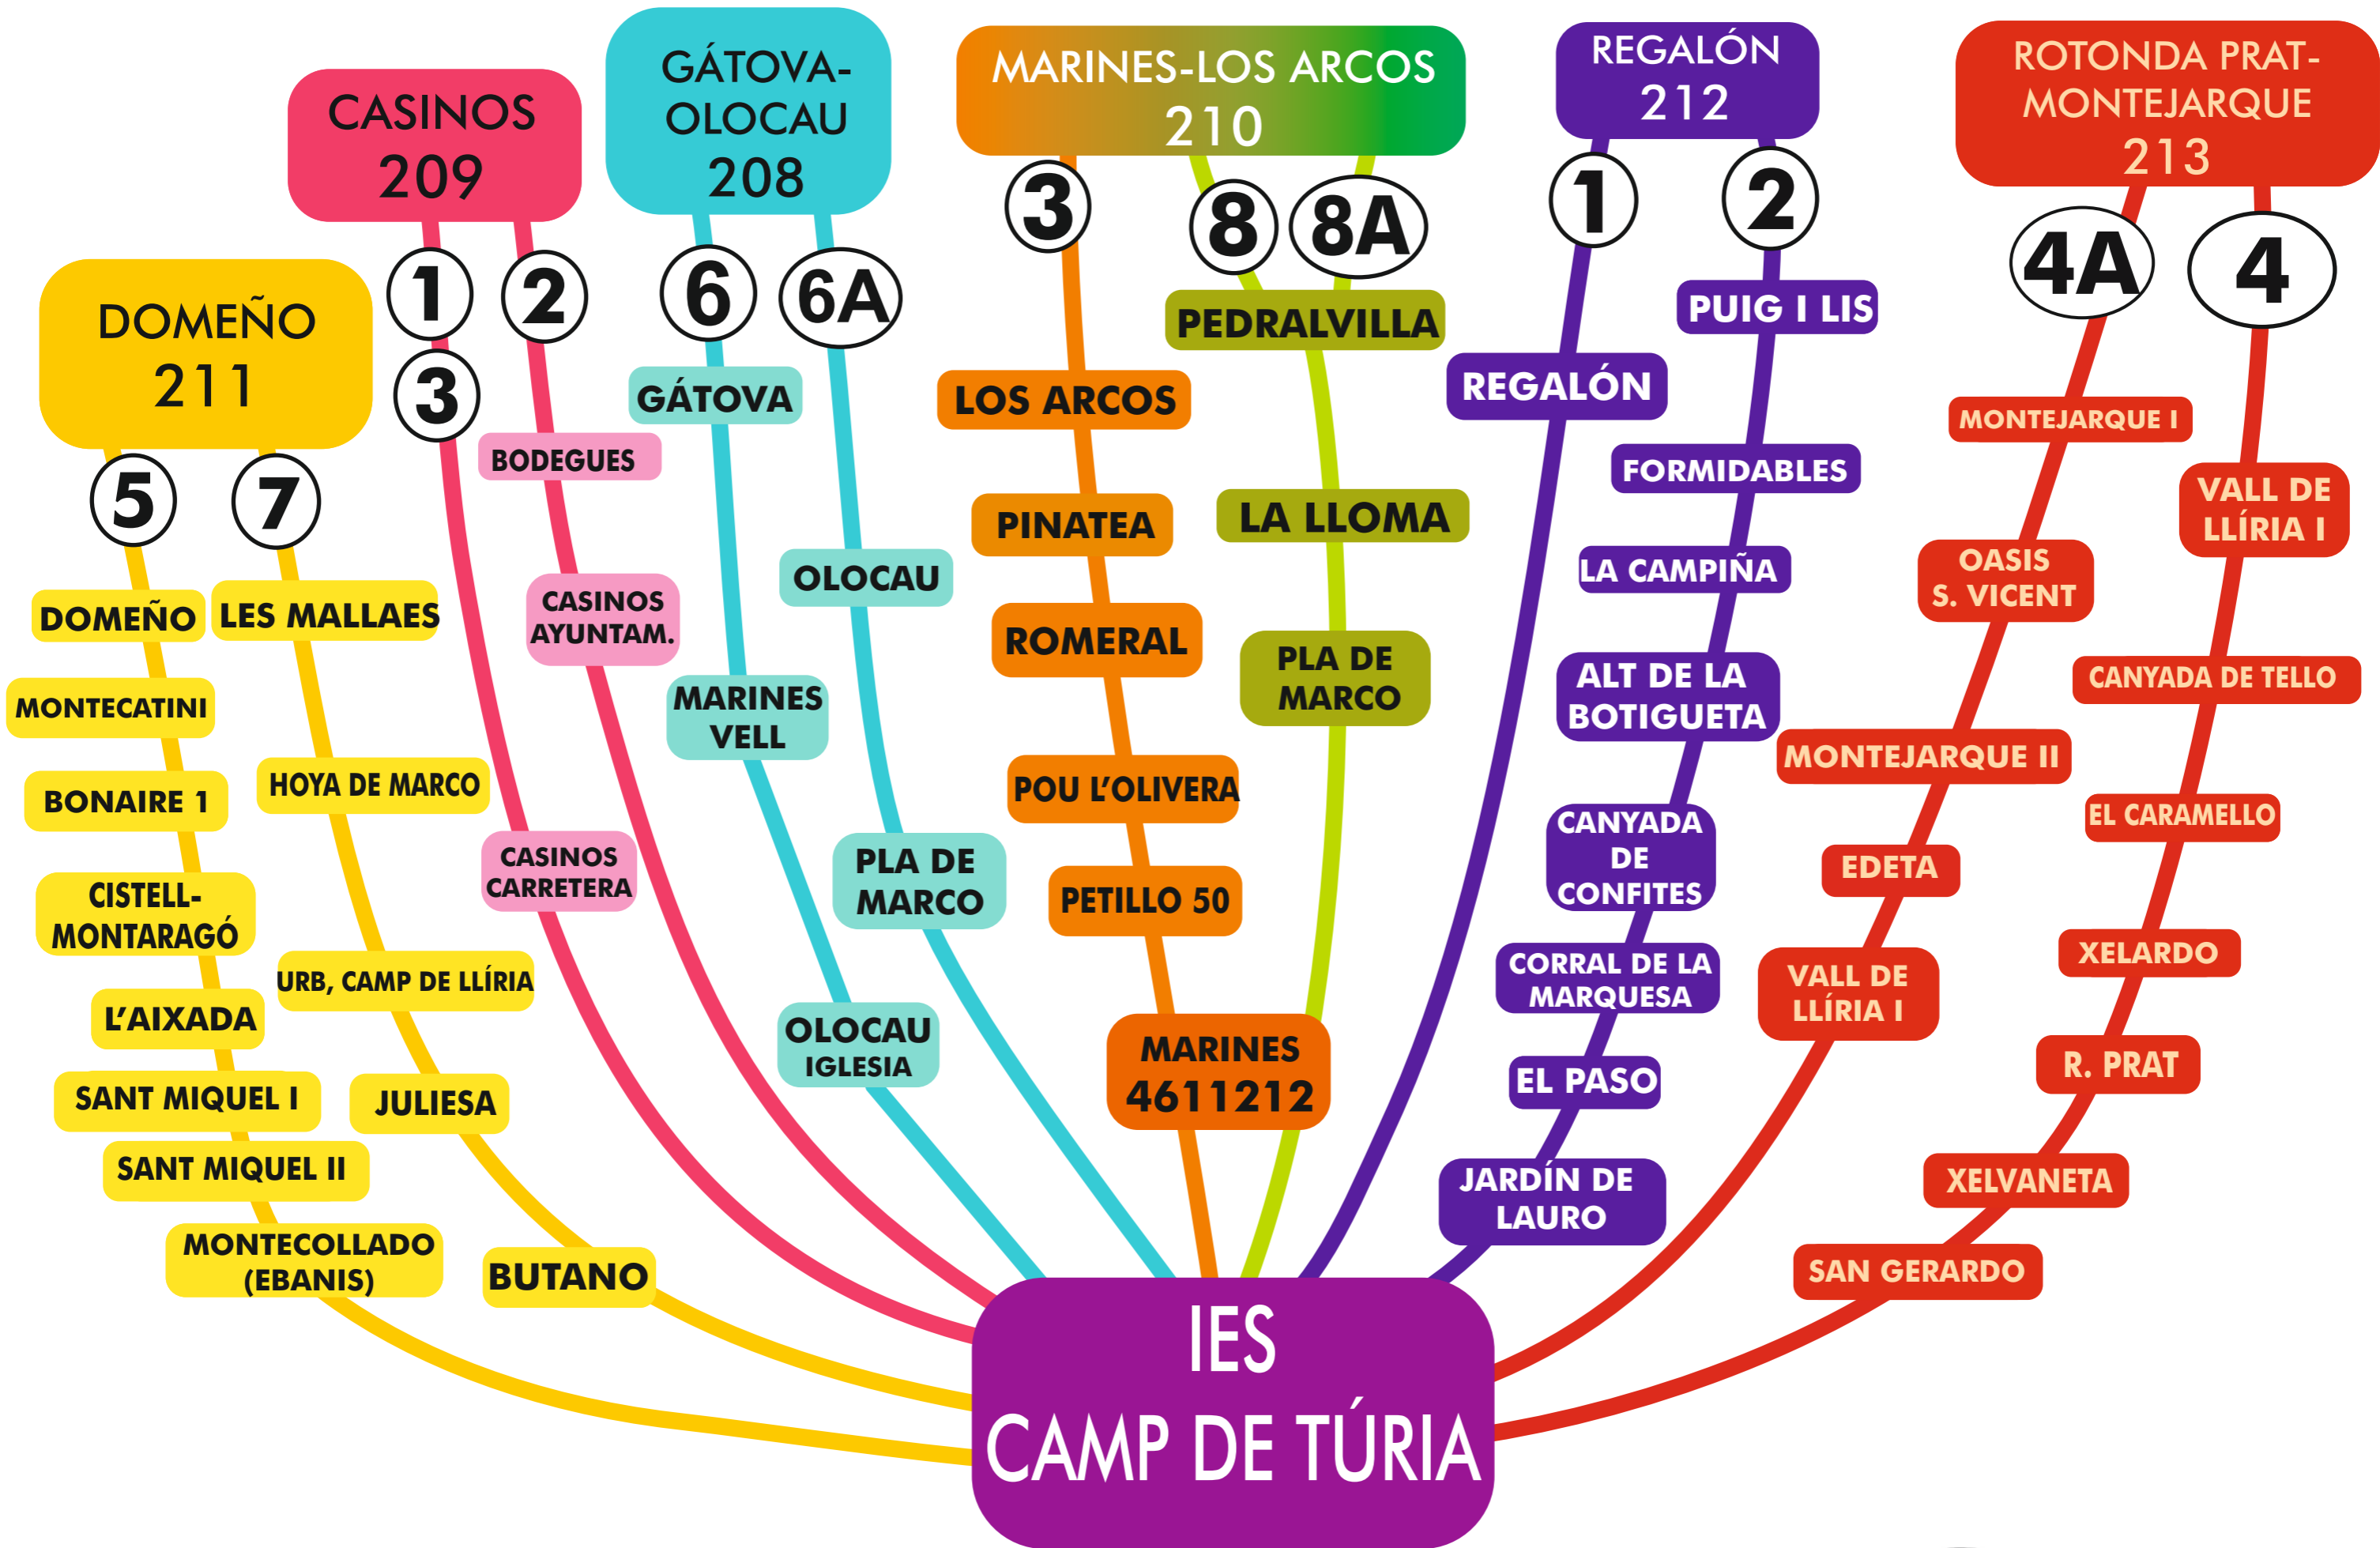 DOMEÑO
211
5
7
DOMEÑO
MONTECATINI
BONAIRE 1
CISTELL-
MONTARAGÓ
L'AIXADA
SANT MIQUEL I
SANT MIQUEL II
MONTECOLLADO
(EBANIS)
LES MALLAES
HOYA DE MARCO
URB, CAMP DE LLÍRIA
JULIESA
BUTANO
CASINOS
209
1
3
2
CASINOS
CARRETERA
BODEGUES
CASINOS
AYUNTAM.
GÁTOVA-
OLOCAU
208
6
6A
GÁTOVA
MARINES
VELL
OLOCAU
IGLESIA
OLOCAU
PLA DE
MARCO
MARINES-LOS ARCOS
210
3
8
8A
LOS ARCOS
PINATEA
ROMERAL
POU L'OLIVERA
PETILLO 50
MARINES
4611212
PEDRALVILLA
LA LLOMA
PLA DE
MARCO
REGALÓN
212
1
2
REGALÓN
PUIG I LIS
FORMIDABLES
LA CAMPIÑA
ALT DE LA
BOTIGUETA
CANYADA
DE
CONFITES
CORRAL DE LA
MARQUESA
EL PASO
JARDÍN DE
LAURO
ROTONDA PRAT-
MONTEJARQUE
213
4A
4
MONTEJARQUE I
OASIS
S. VICENT
MONTEJARQUE II
EDETA
VALL DE
LLÍRIA I
VALL DE
LLÍRIA I
CANYADA DE TELLO
EL CARAMELLO
XELARDO
R. PRAT
XELVANETA
SAN GERARDO
IES
CAMP DE TÚRIA